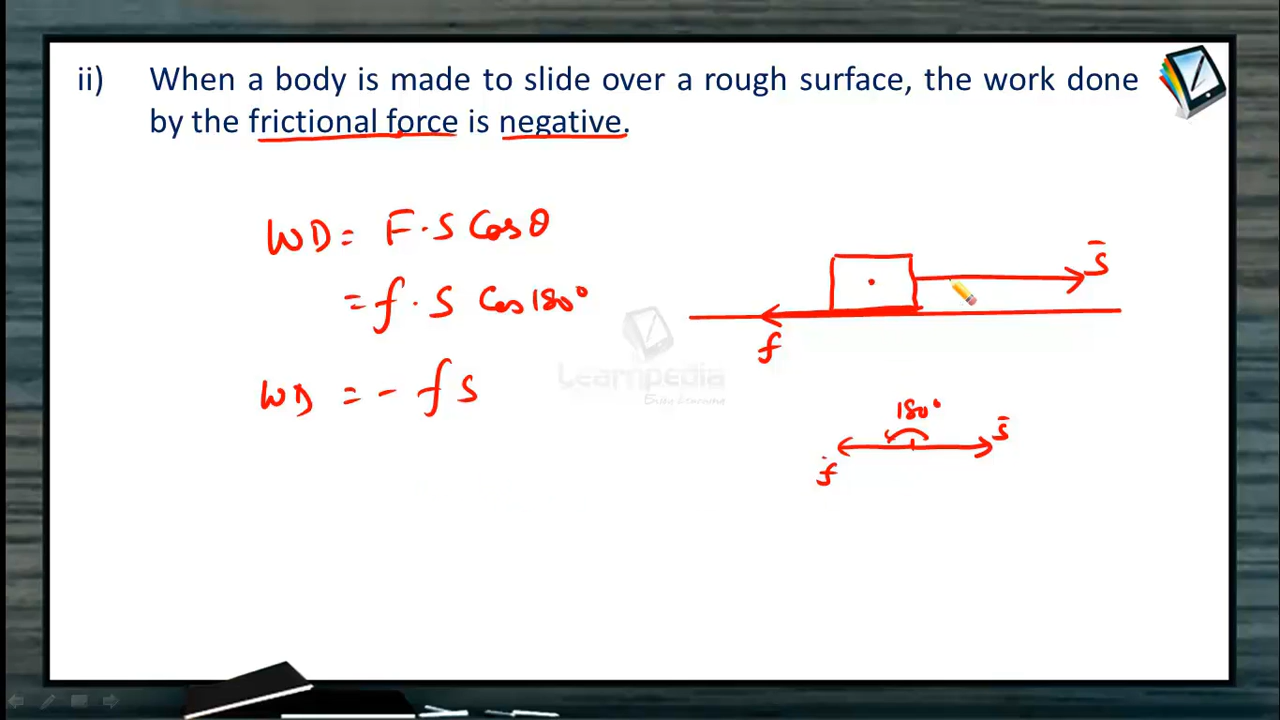 ii) When a body is made to slide over a rough surface, the work done
by the frictional force is negative.
WD = F · S Cos θ
= f · S Cos 180°
WD = - f S
S̄
f
180°
S̄
f
Learnpedia